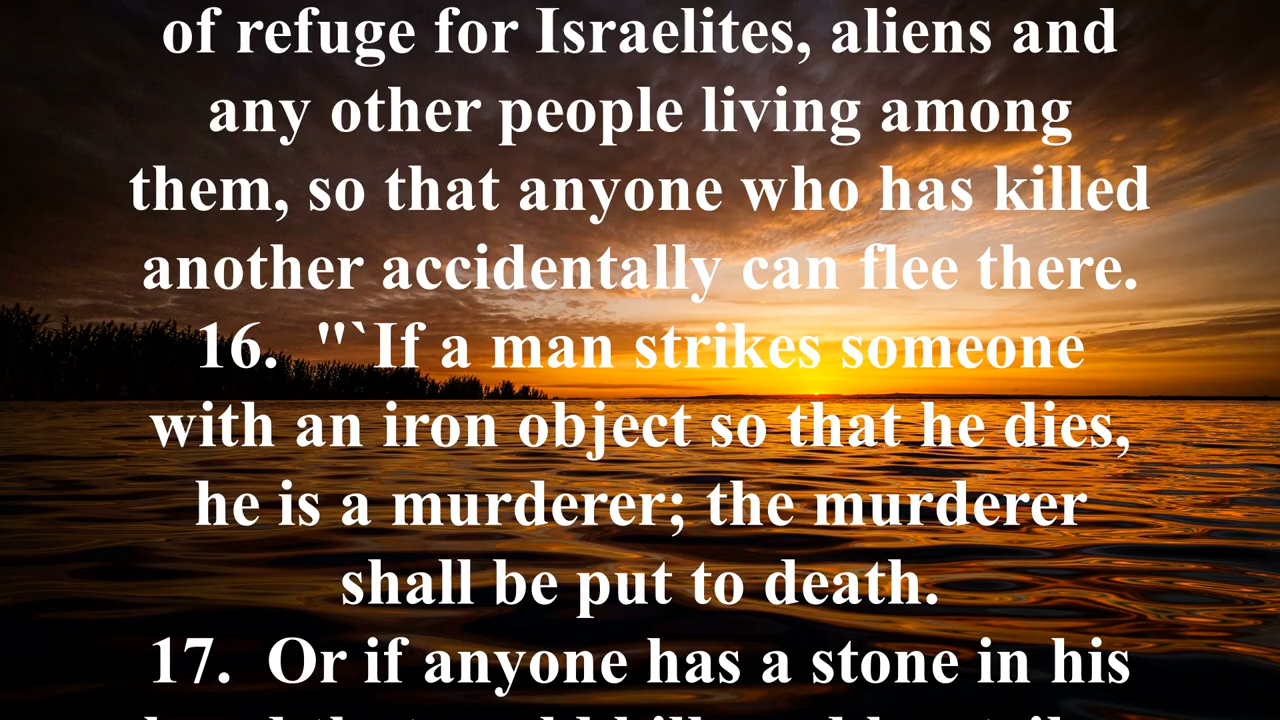 of refuge for Israelites, aliens and
any other people living among
them, so that anyone who has killed
another accidentally can flee there.
16.  "`If a man strikes someone
with an iron object so that he dies,
he is a murderer; the murderer
shall be put to death.
17.  Or if anyone has a stone in his